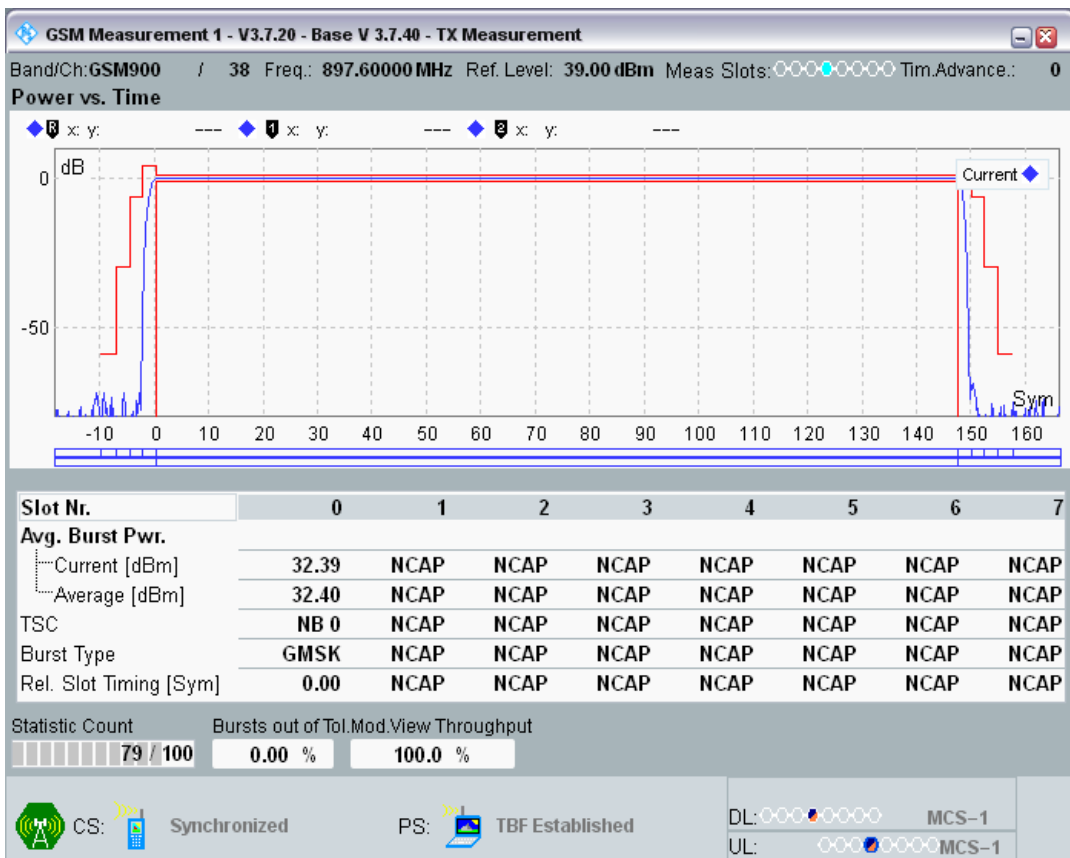 GSM Measurement 1 - V3.7.20 - Base V 3.7.40 - TX Measurement
Band/Ch:GSM900 / 38 Freq.: 897.60000 MHz Ref. Level: 39.00 dBm Meas Slots: Tim.Advance.: 0
Power vs. Time
R x: y: --- 1 x: y: --- 2 x: y: ---
dB
Current
0
-50
Sym
-10 0 10 20 30 40 50 60 70 80 90 100 110 120 130 140 150 160
Slot Nr. 0 1 2 3 4 5 6 7
Avg. Burst Pwr.
Current [dBm] 32.39 NCAP NCAP NCAP NCAP NCAP NCAP NCAP
Average [dBm] 32.40 NCAP NCAP NCAP NCAP NCAP NCAP NCAP
TSC NB 0 NCAP NCAP NCAP NCAP NCAP NCAP NCAP
Burst Type GMSK NCAP NCAP NCAP NCAP NCAP NCAP NCAP
Rel. Slot Timing [Sym] 0.00 NCAP NCAP NCAP NCAP NCAP NCAP NCAP
Statistic Count Bursts out of Tol.Mod.View Throughput
79 / 100 0.00 % 100.0 %
CS: Synchronized PS: TBF Established
DL: MCS-1
UL: MCS-1